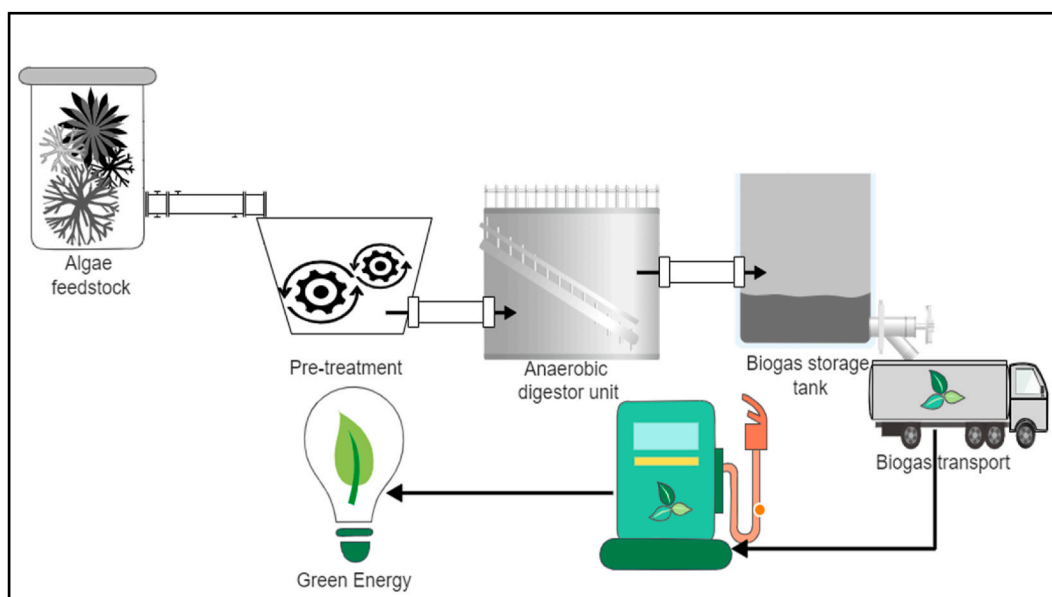 Algae
feedstock
Pre-treatment
Anaerobic
digestor unit
Biogas storage
tank
Biogas transport
Green Energy